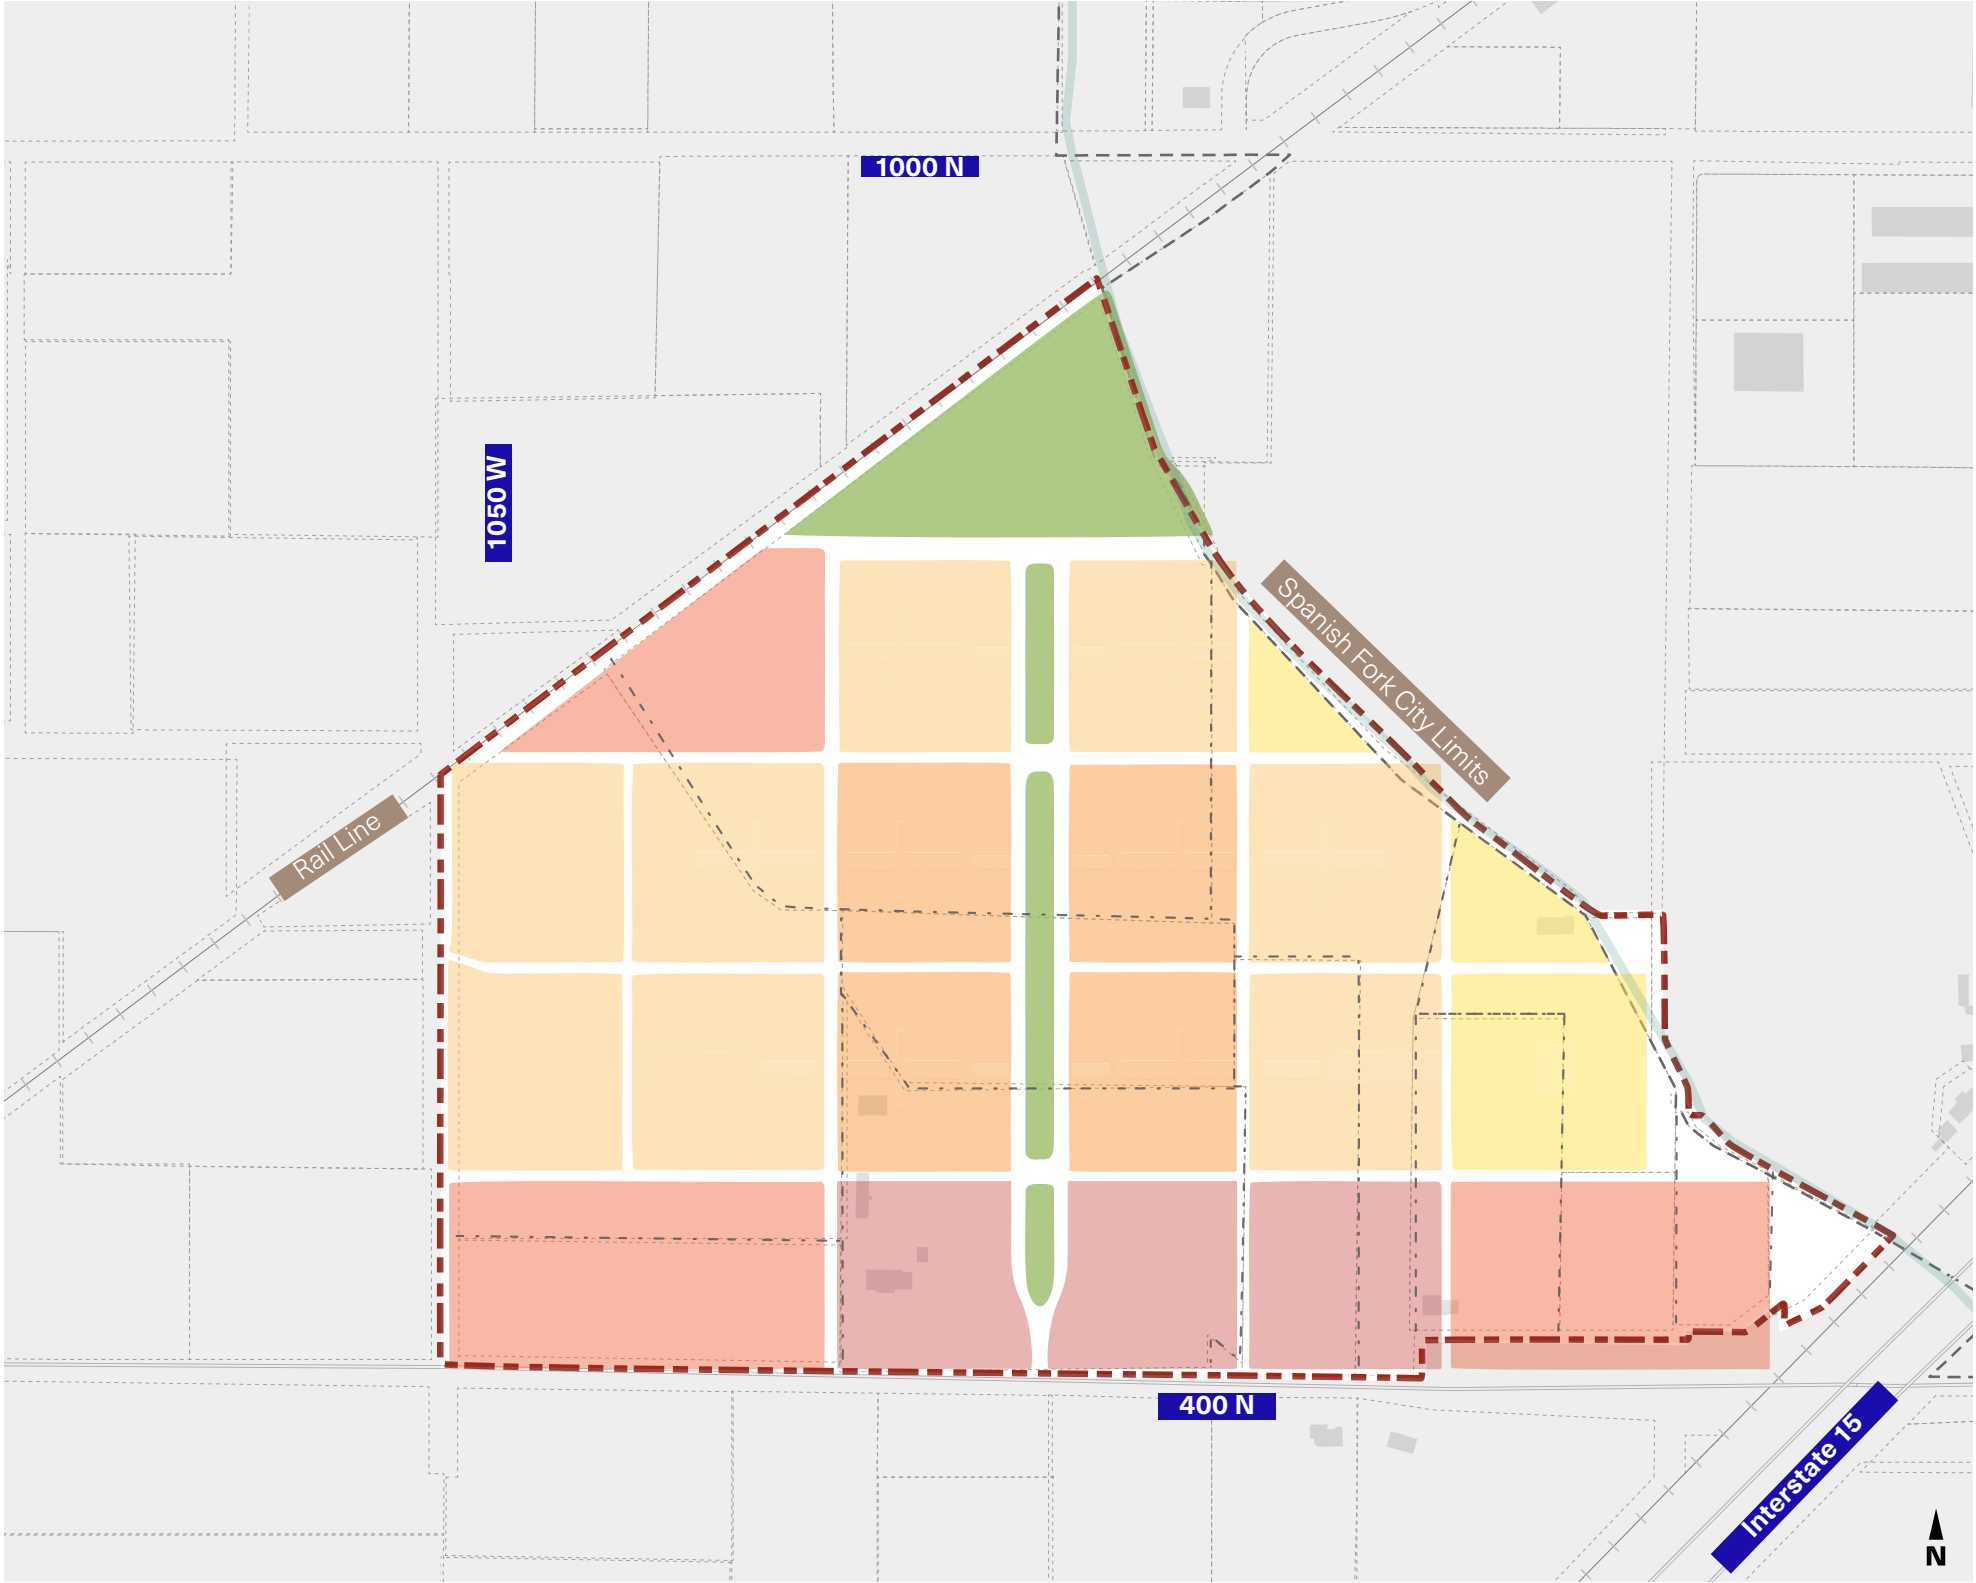 1000 N
1050 W
Spanish Fork City Limits
Rail Line
400 N
Interstate 15
N